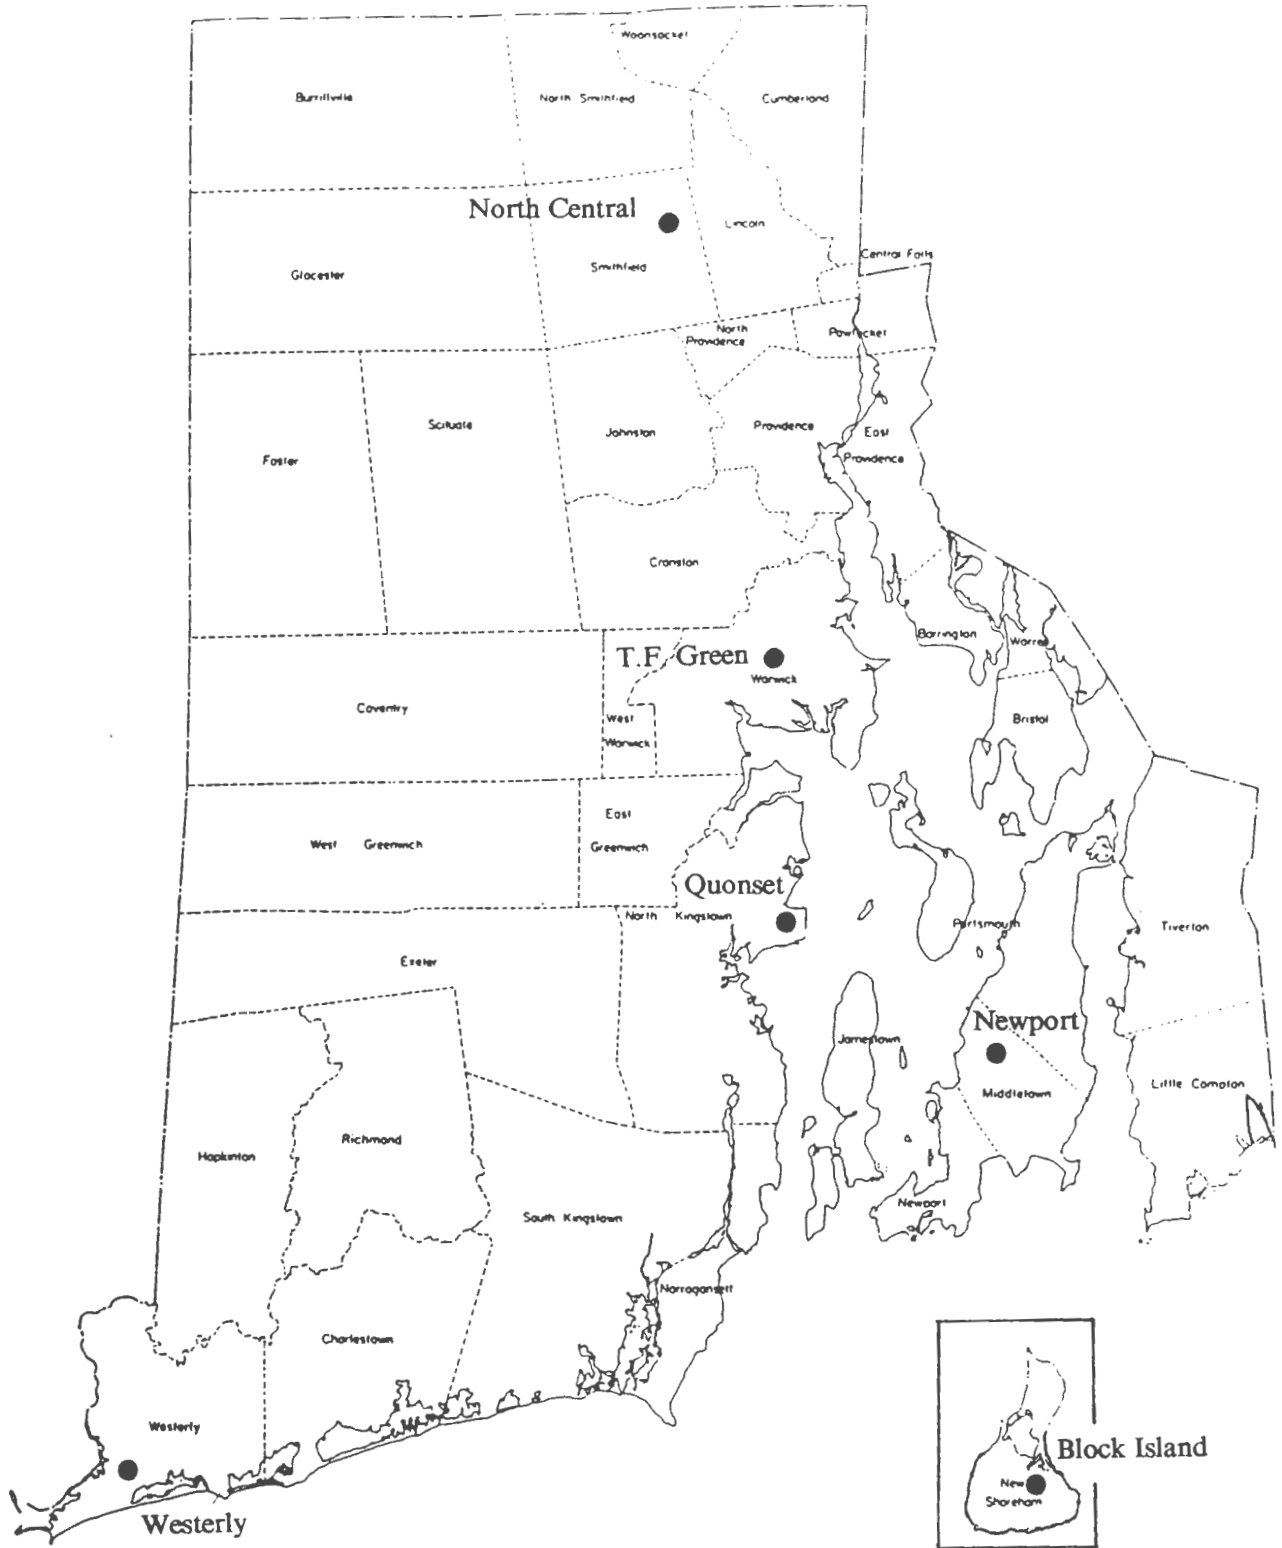 Woonsocket
Burrillville
North Smithfield
Cumberland
North Central
Lincoln
Central Falls
Glocester
Smithfield
North
Providence
Pawtucket
Scituate
Johnston
Providence
East
Providence
Foster
Cranston
Barrington
Warren
T.F. Green
Warwick
Coventry
West
Warwick
Bristol
East
Greenwich
West Greenwich
Quonset
North Kingstown
Portsmouth
Tiverton
Exeter
Newport
Jamestown
Middletown
Little Compton
Hopkinton
Richmond
South Kingstown
Newport
Narragansett
Charlestown
Westerly
Block Island
New
Shoreham
Westerly